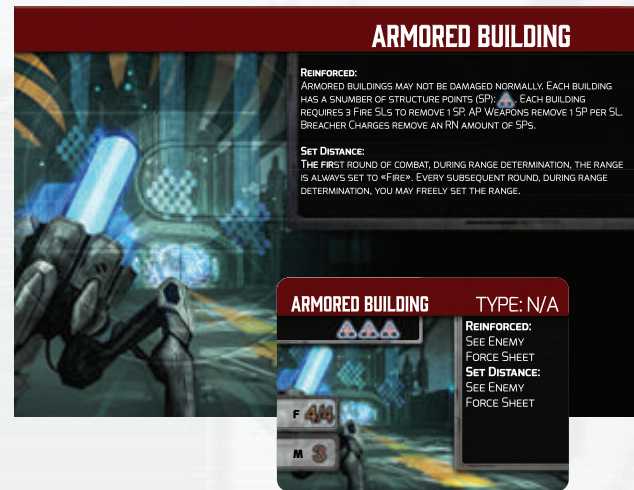 ARMORED BUILDING
REINFORCED:
ARMORED BUILDINGS MAY NOT BE DAMAGED NORMALLY. EACH BUILDING
HAS A SNUMBER OF STRUCTURE POINTS (SP): . EACH BUILDING
REQUIRES 3 FIRE SLS TO REMOVE 1 SP. AP WEAPONS REMOVE 1 SP PER SL.
BREACHER CHARGES REMOVE AN RN AMOUNT OF SPS.
SET DISTANCE:
THE FIRST ROUND OF COMBAT, DURING RANGE DETERMINATION, THE RANGE
IS ALWAYS SET TO «FIRE». EVERY SUBSEQUENT ROUND, DURING RANGE
DETERMINATION, YOU MAY FREELY SET THE RANGE.
ARMORED BUILDING TYPE: N/A
REINFORCED:
SEE ENEMY
FORCE SHEET
SET DISTANCE:
SEE ENEMY
FORCE SHEET
F 4/4
M 3